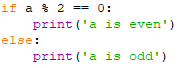 if a % 2 == 0:
    print('a is even')
else:
    print('a is odd')